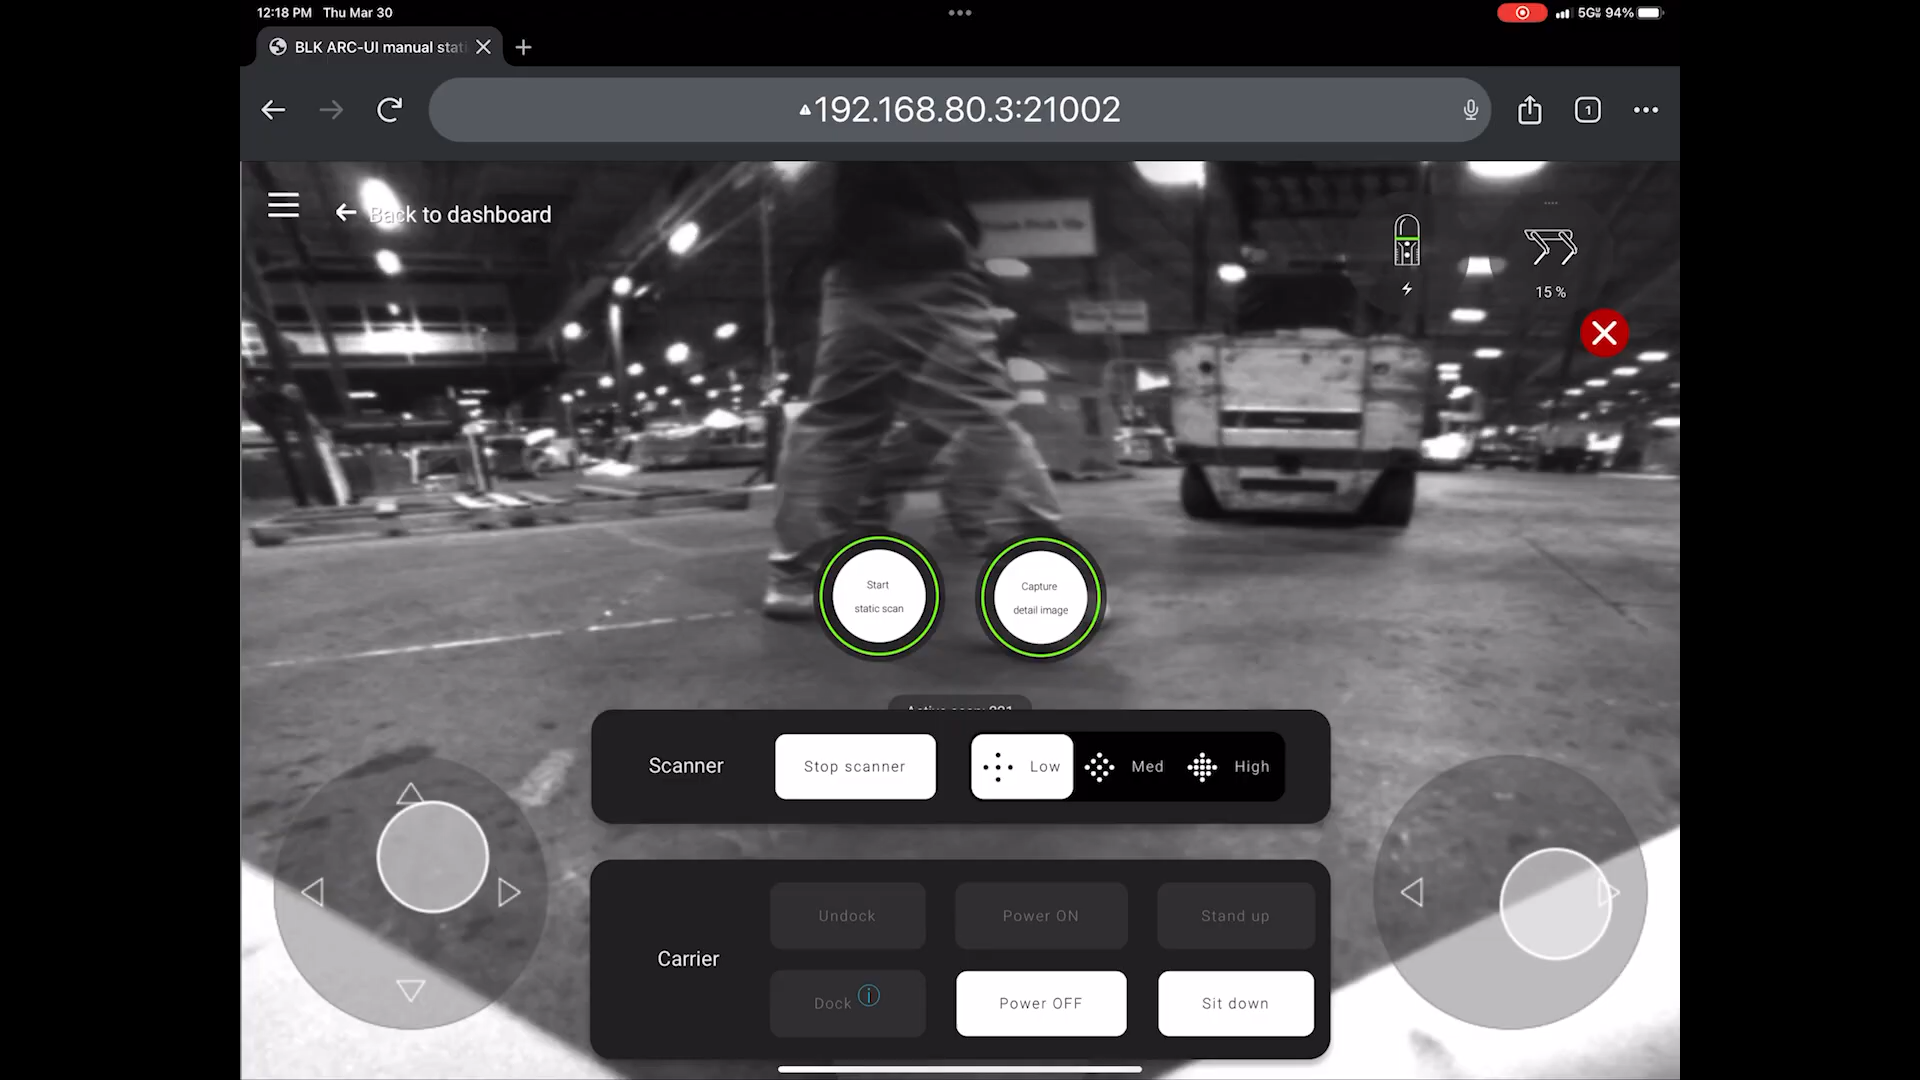 12:18 PM Thu Mar 30
5G 94%
BLK ARC-UI manual stati
192.168.80.3:21002
1
Back to dashboard
15 %
Start
static scan
Capture
detail image
Scanner
Stop scanner
Low
Med
High
Carrier
Undock
Power ON
Stand up
Dock
Power OFF
Sit down